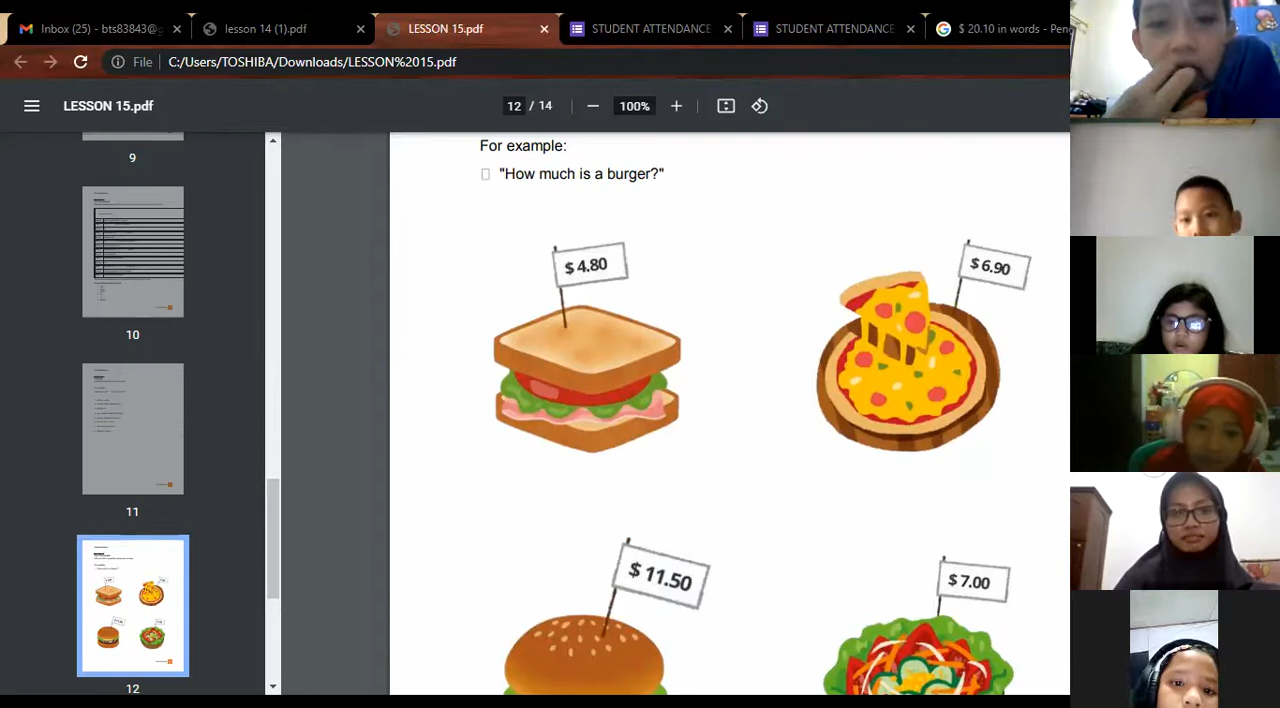 Inbox (25) - bts83843@g
lesson 14 (1).pdf
LESSON 15.pdf
STUDENT ATTENDANCE
STUDENT ATTENDANCE
$ 20.10 in words - Pen
File
C:/Users/TOSHIBA/Downloads/LESSON%2015.pdf
LESSON 15.pdf
12 / 14
100%
9
10
11
12
For example:
"How much is a burger?"
$ 4.80
$ 6.90
$ 11.50
$ 7.00